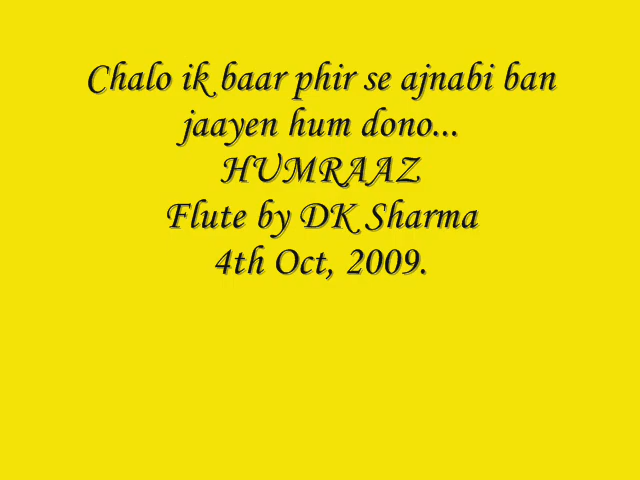 Chalo ik baar phir se ajnabi ban
jaayen hum dono...
HUMRAAZ
Flute by DK Sharma
4th Oct, 2009.